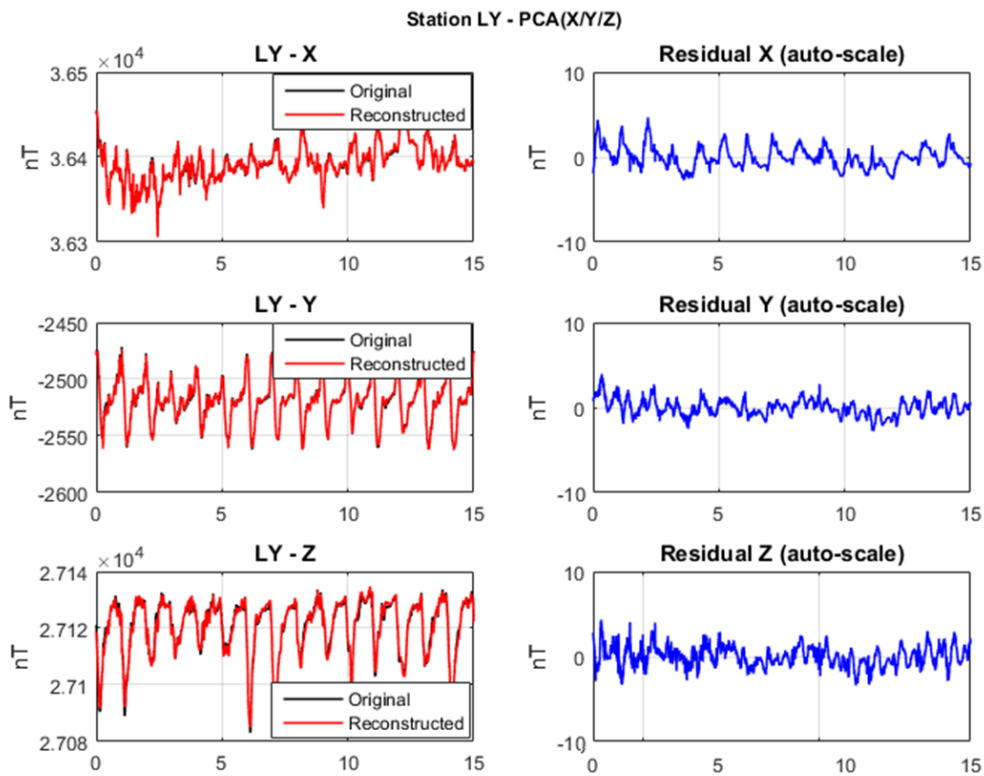 Station LY - PCA(X/Y/Z)
× 10⁴
LY - X
3.65
3.64
3.63
nT
Original
Reconstructed
0
5
10
15
Residual X (auto-scale)
10
0
-10
nT
0
5
10
15
LY - Y
-2450
-2500
-2550
-2600
nT
Original
Reconstructed
0
5
10
15
Residual Y (auto-scale)
10
0
-10
nT
0
5
10
15
× 10⁴
LY - Z
2.714
2.712
2.71
2.708
nT
Original
Reconstructed
0
5
10
15
Residual Z (auto-scale)
10
0
-10
nT
0
5
10
15